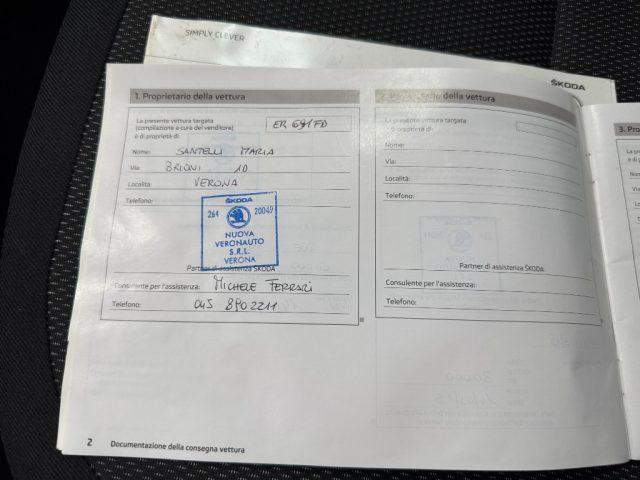 SIMPLY CLEVER
ŠKODA
1. Proprietario della vettura
La presente vettura targata
(compilazione a cura del venditore)
è di proprietà di:
ER 691FD
Nome: SANTELLI MARIA
Via: BRIONI 10
Località: VERONA
Telefono:
ŠKODA
264 20049
NUOVA
VERONAUTO
S.R.L.
VERONA
Partner di assistenza ŠKODA
Consulente per l'assistenza: MICHELE FERRARI
Telefono: 045 8902211
della vettura
La presente vettura targata
è di proprietà di:
Nome:
Via:
Località:
Telefono:
Partner di assistenza ŠKODA
Consulente per l'assistenza:
Telefono:
3. Pro
2 Documentazione della consegna vettura